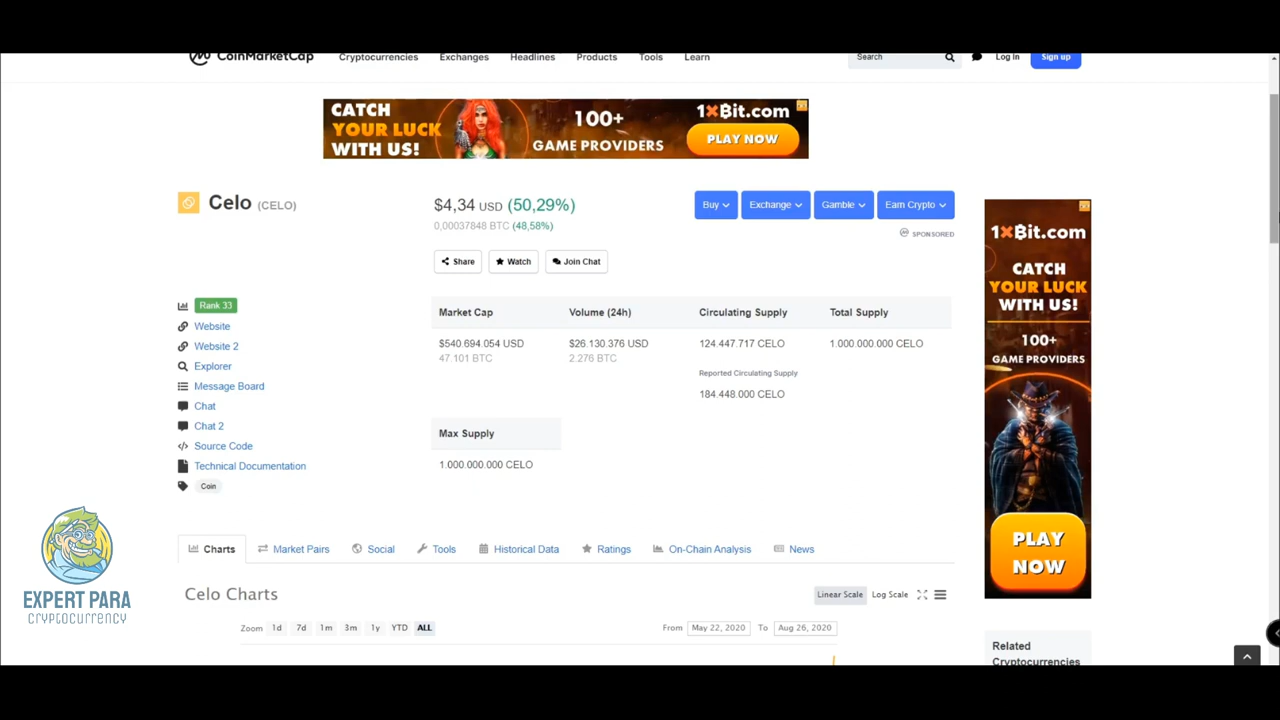 CoinMarketCap Cryptocurrencies Exchanges Headlines Products Tools Learn Search Log In Sign up
CATCH
YOUR LUCK
WITH US!
100+
GAME PROVIDERS
1xBit.com
PLAY NOW
Celo (CELO)
$4,34 USD (50,29%)
0,00037848 BTC (48,58%)
Buy Exchange Gamble Earn Crypto
SPONSORED
Share Watch Join Chat
Rank 33
Website
Website 2
Explorer
Message Board
Chat
Chat 2
Source Code
Technical Documentation
Coin
Market Cap Volume (24h) Circulating Supply Total Supply
$540.694.054 USD $26.130.376 USD 124.447.717 CELO 1.000.000.000 CELO
47.101 BTC 2.276 BTC
Reported Circulating Supply
184.448.000 CELO
Max Supply
1.000.000.000 CELO
1xBit.com
CATCH
YOUR LUCK
WITH US!
100+
GAME PROVIDERS
PLAY
NOW
EXPERT PARA
CRYPTOCURRENCY
Charts Market Pairs Social Tools Historical Data Ratings On-Chain Analysis News
Celo Charts
Linear Scale Log Scale
Zoom 1d 7d 1m 3m 1y YTD ALL
From May 22, 2020 To Aug 26, 2020
Related
Cryptocurrencies